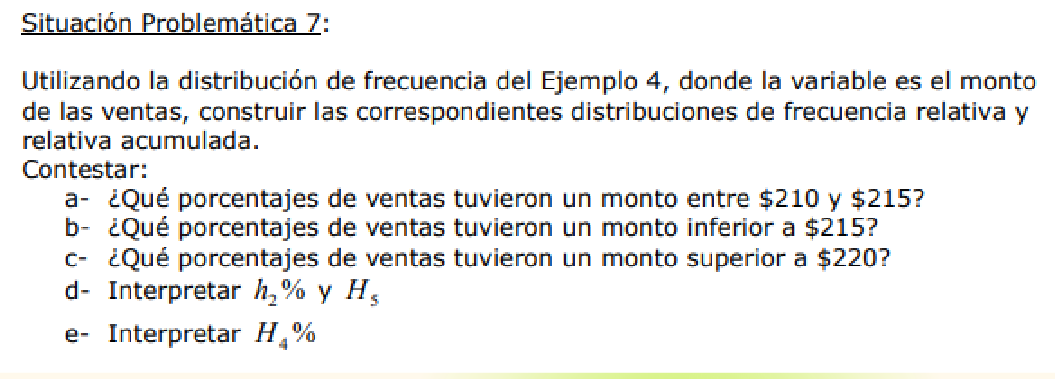 Situación Problemática 7:
Utilizando la distribución de frecuencia del Ejemplo 4, donde la variable es el monto
de las ventas, construir las correspondientes distribuciones de frecuencia relativa y
relativa acumulada.
Contestar:
a- ¿Qué porcentajes de ventas tuvieron un monto entre $210 y $215?
b- ¿Qué porcentajes de ventas tuvieron un monto inferior a $215?
c- ¿Qué porcentajes de ventas tuvieron un monto superior a $220?
d- Interpretar h₂% y H₅
e- Interpretar H₄%